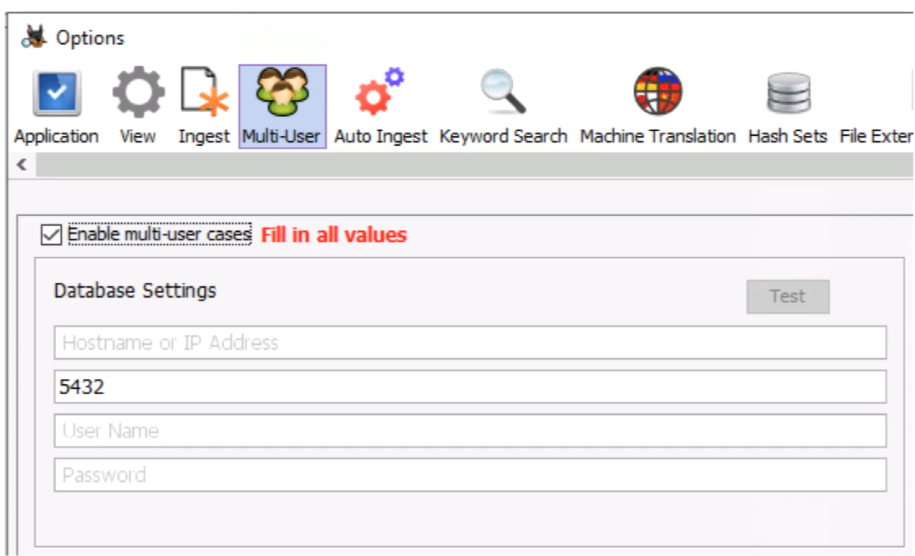 Options
Application View Ingest Multi-User Auto Ingest Keyword Search Machine Translation Hash Sets File Exter
Enable multi-user cases Fill in all values
Database Settings
Test
Hostname or IP Address
5432
User Name
Password